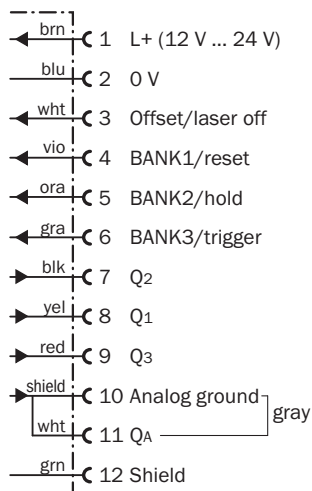 brn 1 L+ (12 V ... 24 V)
blu 2 0 V
wht 3 Offset/laser off
vio 4 BANK1/reset
ora 5 BANK2/hold
gra 6 BANK3/trigger
blk 7 Q2
yel 8 Q1
red 9 Q3
shield 10 Analog ground
gray
wht 11 QA
grn 12 Shield